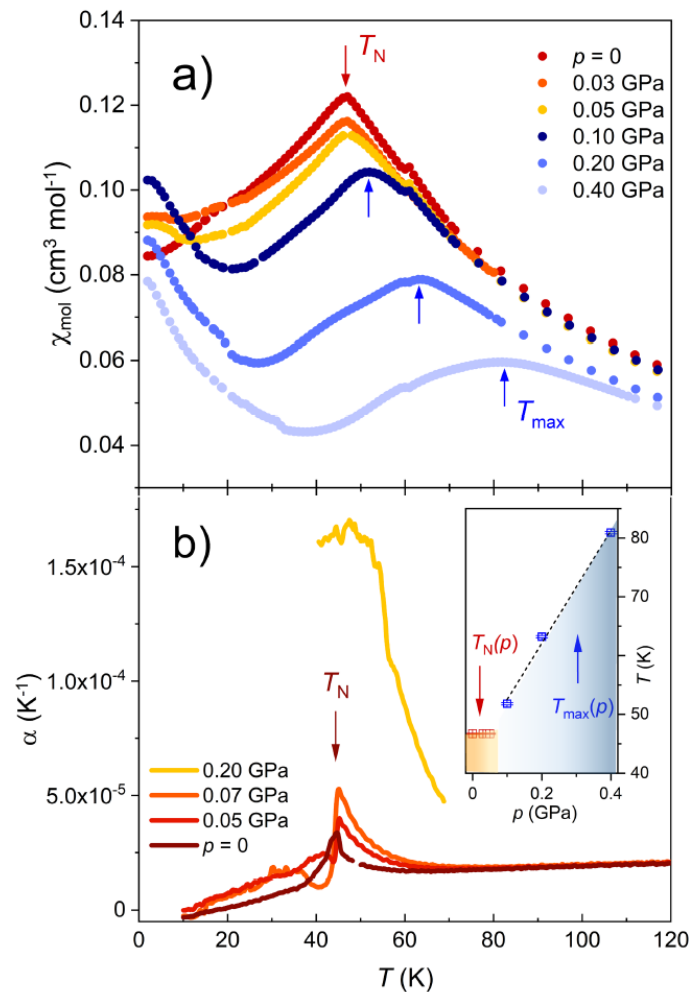 a)
T_N
p = 0
0.03 GPa
0.05 GPa
0.10 GPa
0.20 GPa
0.40 GPa
T_max
0.14
0.12
0.10
0.08
0.06
0.04
χ_mol (cm³ mol⁻¹)
b)
T_N
0.20 GPa
0.07 GPa
0.05 GPa
p = 0
1.5x10⁻⁴
1.0x10⁻⁴
5.0x10⁻⁵
0
α (K⁻¹)
T_N(p)
T_max(p)
80
70
60
50
40
T (K)
0 0.2 0.4
p (GPa)
0 20 40 60 80 100 120
T (K)